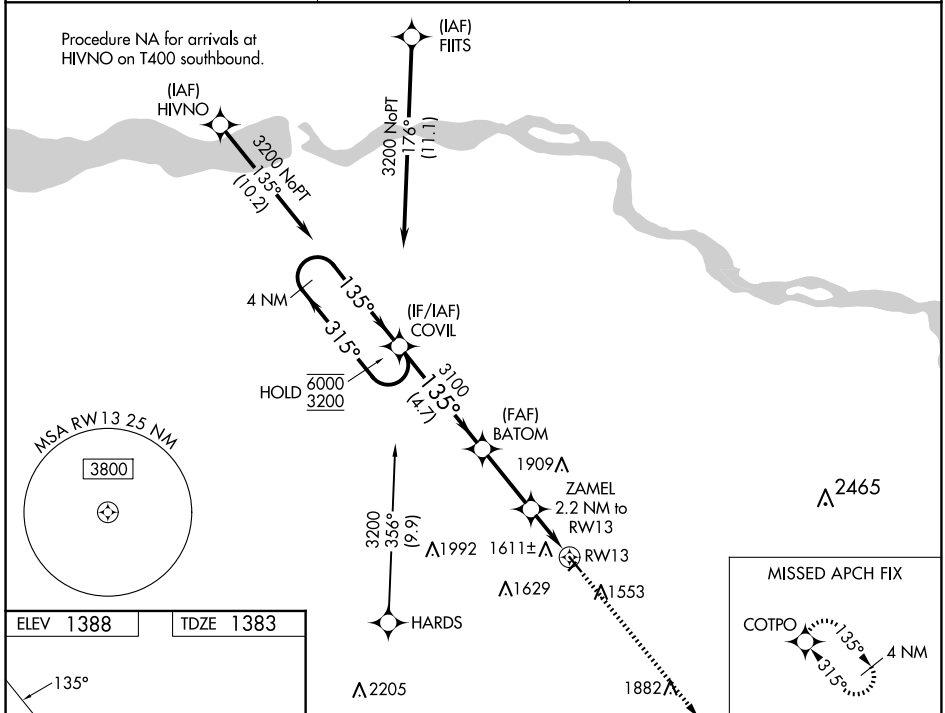 Procedure NA for arrivals at
HIVNO on T400 southbound.
(IAF)
FIITS
(IAF)
HIVNO
3200 NoPT
135°
(10.2)
3200 NoPT
176°
(11.1)
4 NM
135°
315°
(IF/IAF)
COVIL
HOLD 6000
3200
3100
135°
(4.7)
(FAF)
BATOM
1909
ZAMEL
2.2 NM to
RW13
2465
MSA RW13 25 NM
3800
3200
356°
(9.9)
1992
1611±
RW13
1629
1553
HARDS
MISSED APCH FIX
COTPO
135°
315°
4 NM
ELEV 1388
TDZE 1383
135°
2205
1882